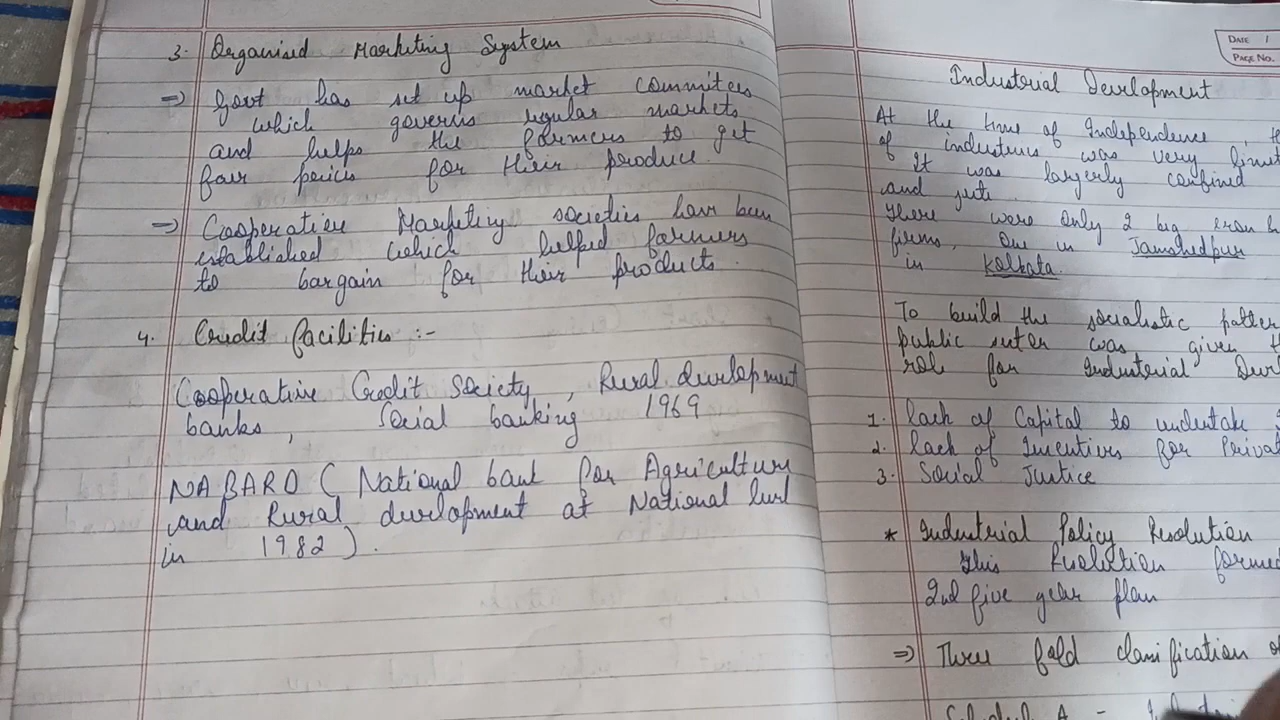 3. Organised Marketing System
=> Govt has set up market commitees
which governs regular markets
and helps the farmers to get
fair prices for their produce.
=> Cooperative Marketing societies have been
established which helped farmers
to bargain for their products.
4. Credit facilities :-
Cooperative Credit Society, Rural development
banks, Social banking 1969
NABARD (National bank for Agriculture
and Rural development at National level
in 1982).
DATE /
PAGE NO.
Industrial Development
At the time of Independence,
of industries was very
It was largely confined
and jute.
There were only 2 big iron
firms, One in Jamshedpur
in Kolkata.
To build the socialistic
public sector was given
role for Industrial
1. lack of Capital to undertake
2. lack of Incentives for
3. Social Justice
* Industrial Policy Resolution
This Resolution formed
2nd five year plan
=> Three fold classification